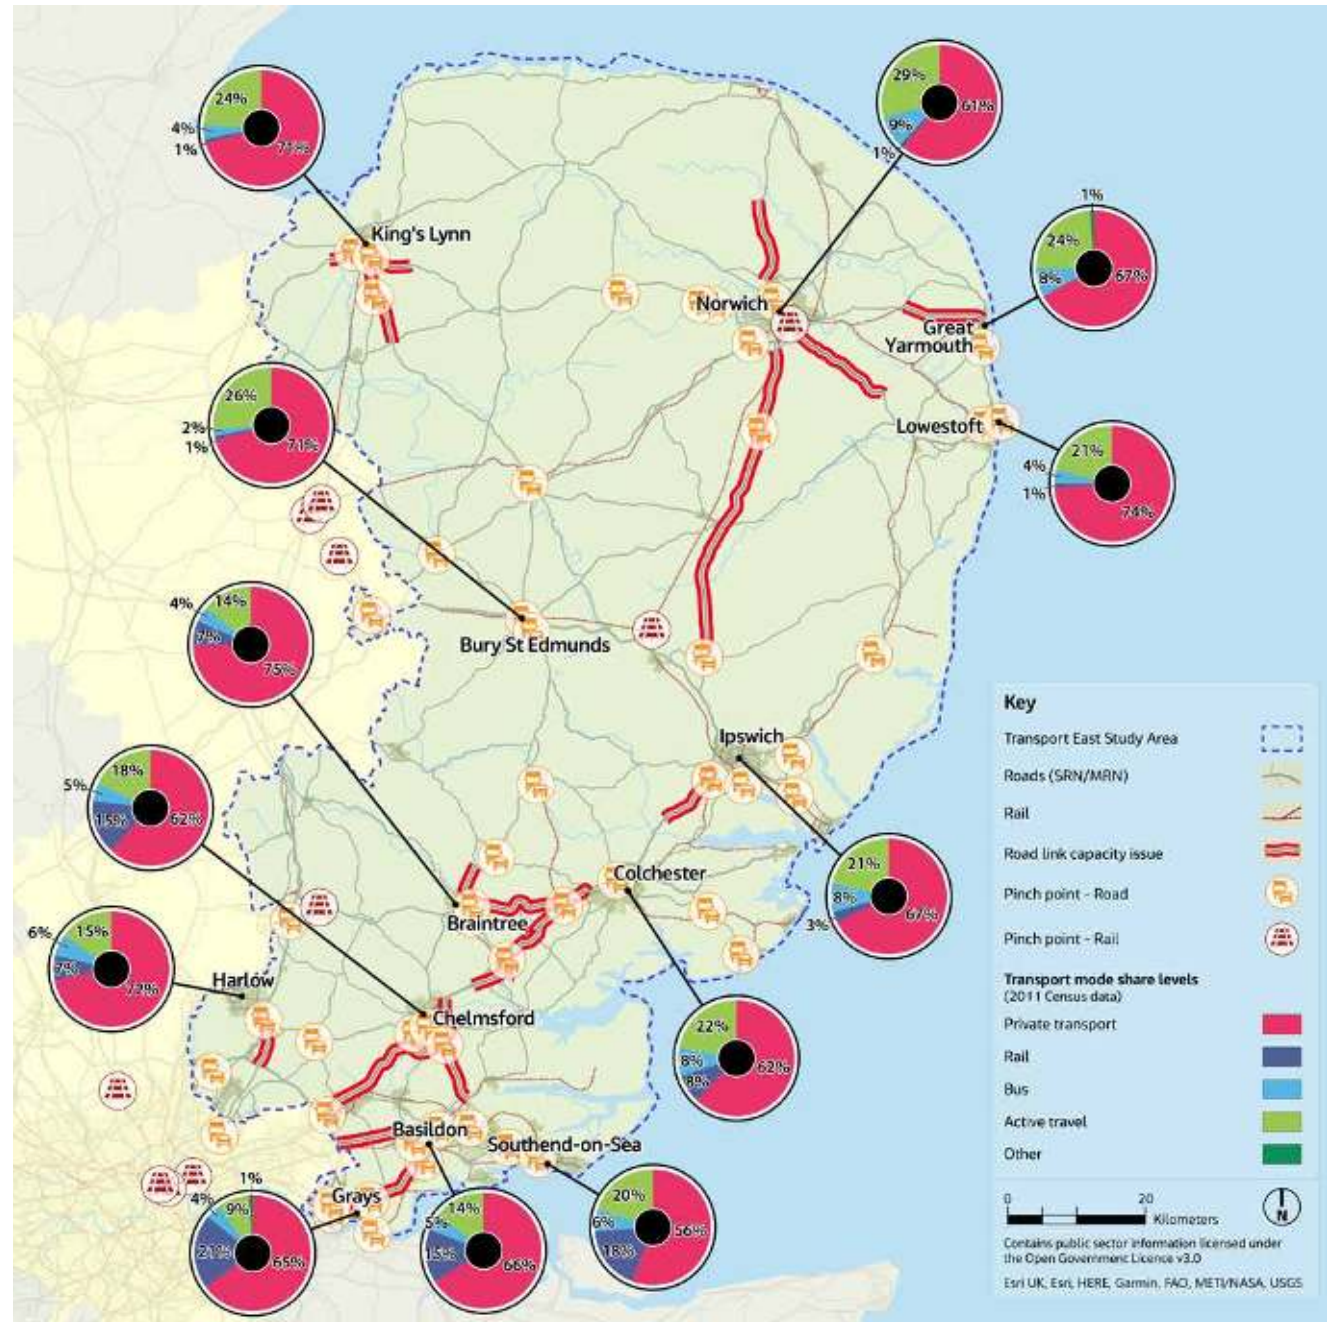 29%
61%
9%
1%
24%
4%
1%
71%
1%
24%
67%
8%
King's Lynn
Norwich
Great
Yarmouth
26%
2%
1%
71%
Lowestoft
21%
4%
1%
74%
4%
14%
7%
75%
Bury St Edmunds
Ipswich
18%
5%
15%
62%
Colchester
21%
8%
3%
67%
Braintree
6%
15%
7%
72%
Harlow
Chelmsford
22%
8%
8%
62%
Basildon
Southend-on-Sea
Grays
1%
4%
9%
21%
65%
14%
5%
15%
66%
20%
6%
18%
56%
Key
Transport East Study Area
Roads (SRN/MRN)
Rail
Road link capacity issue
Pinch point - Road
Pinch point - Rail
Transport mode share levels
(2011 Census data)
Private transport
Rail
Bus
Active travel
Other
0 20
Kilometers
N
Contains public sector information licensed under
the Open Government Licence v3.0
Esri UK, Esri, HERE, Garmin, FAO, METI/NASA, USGS